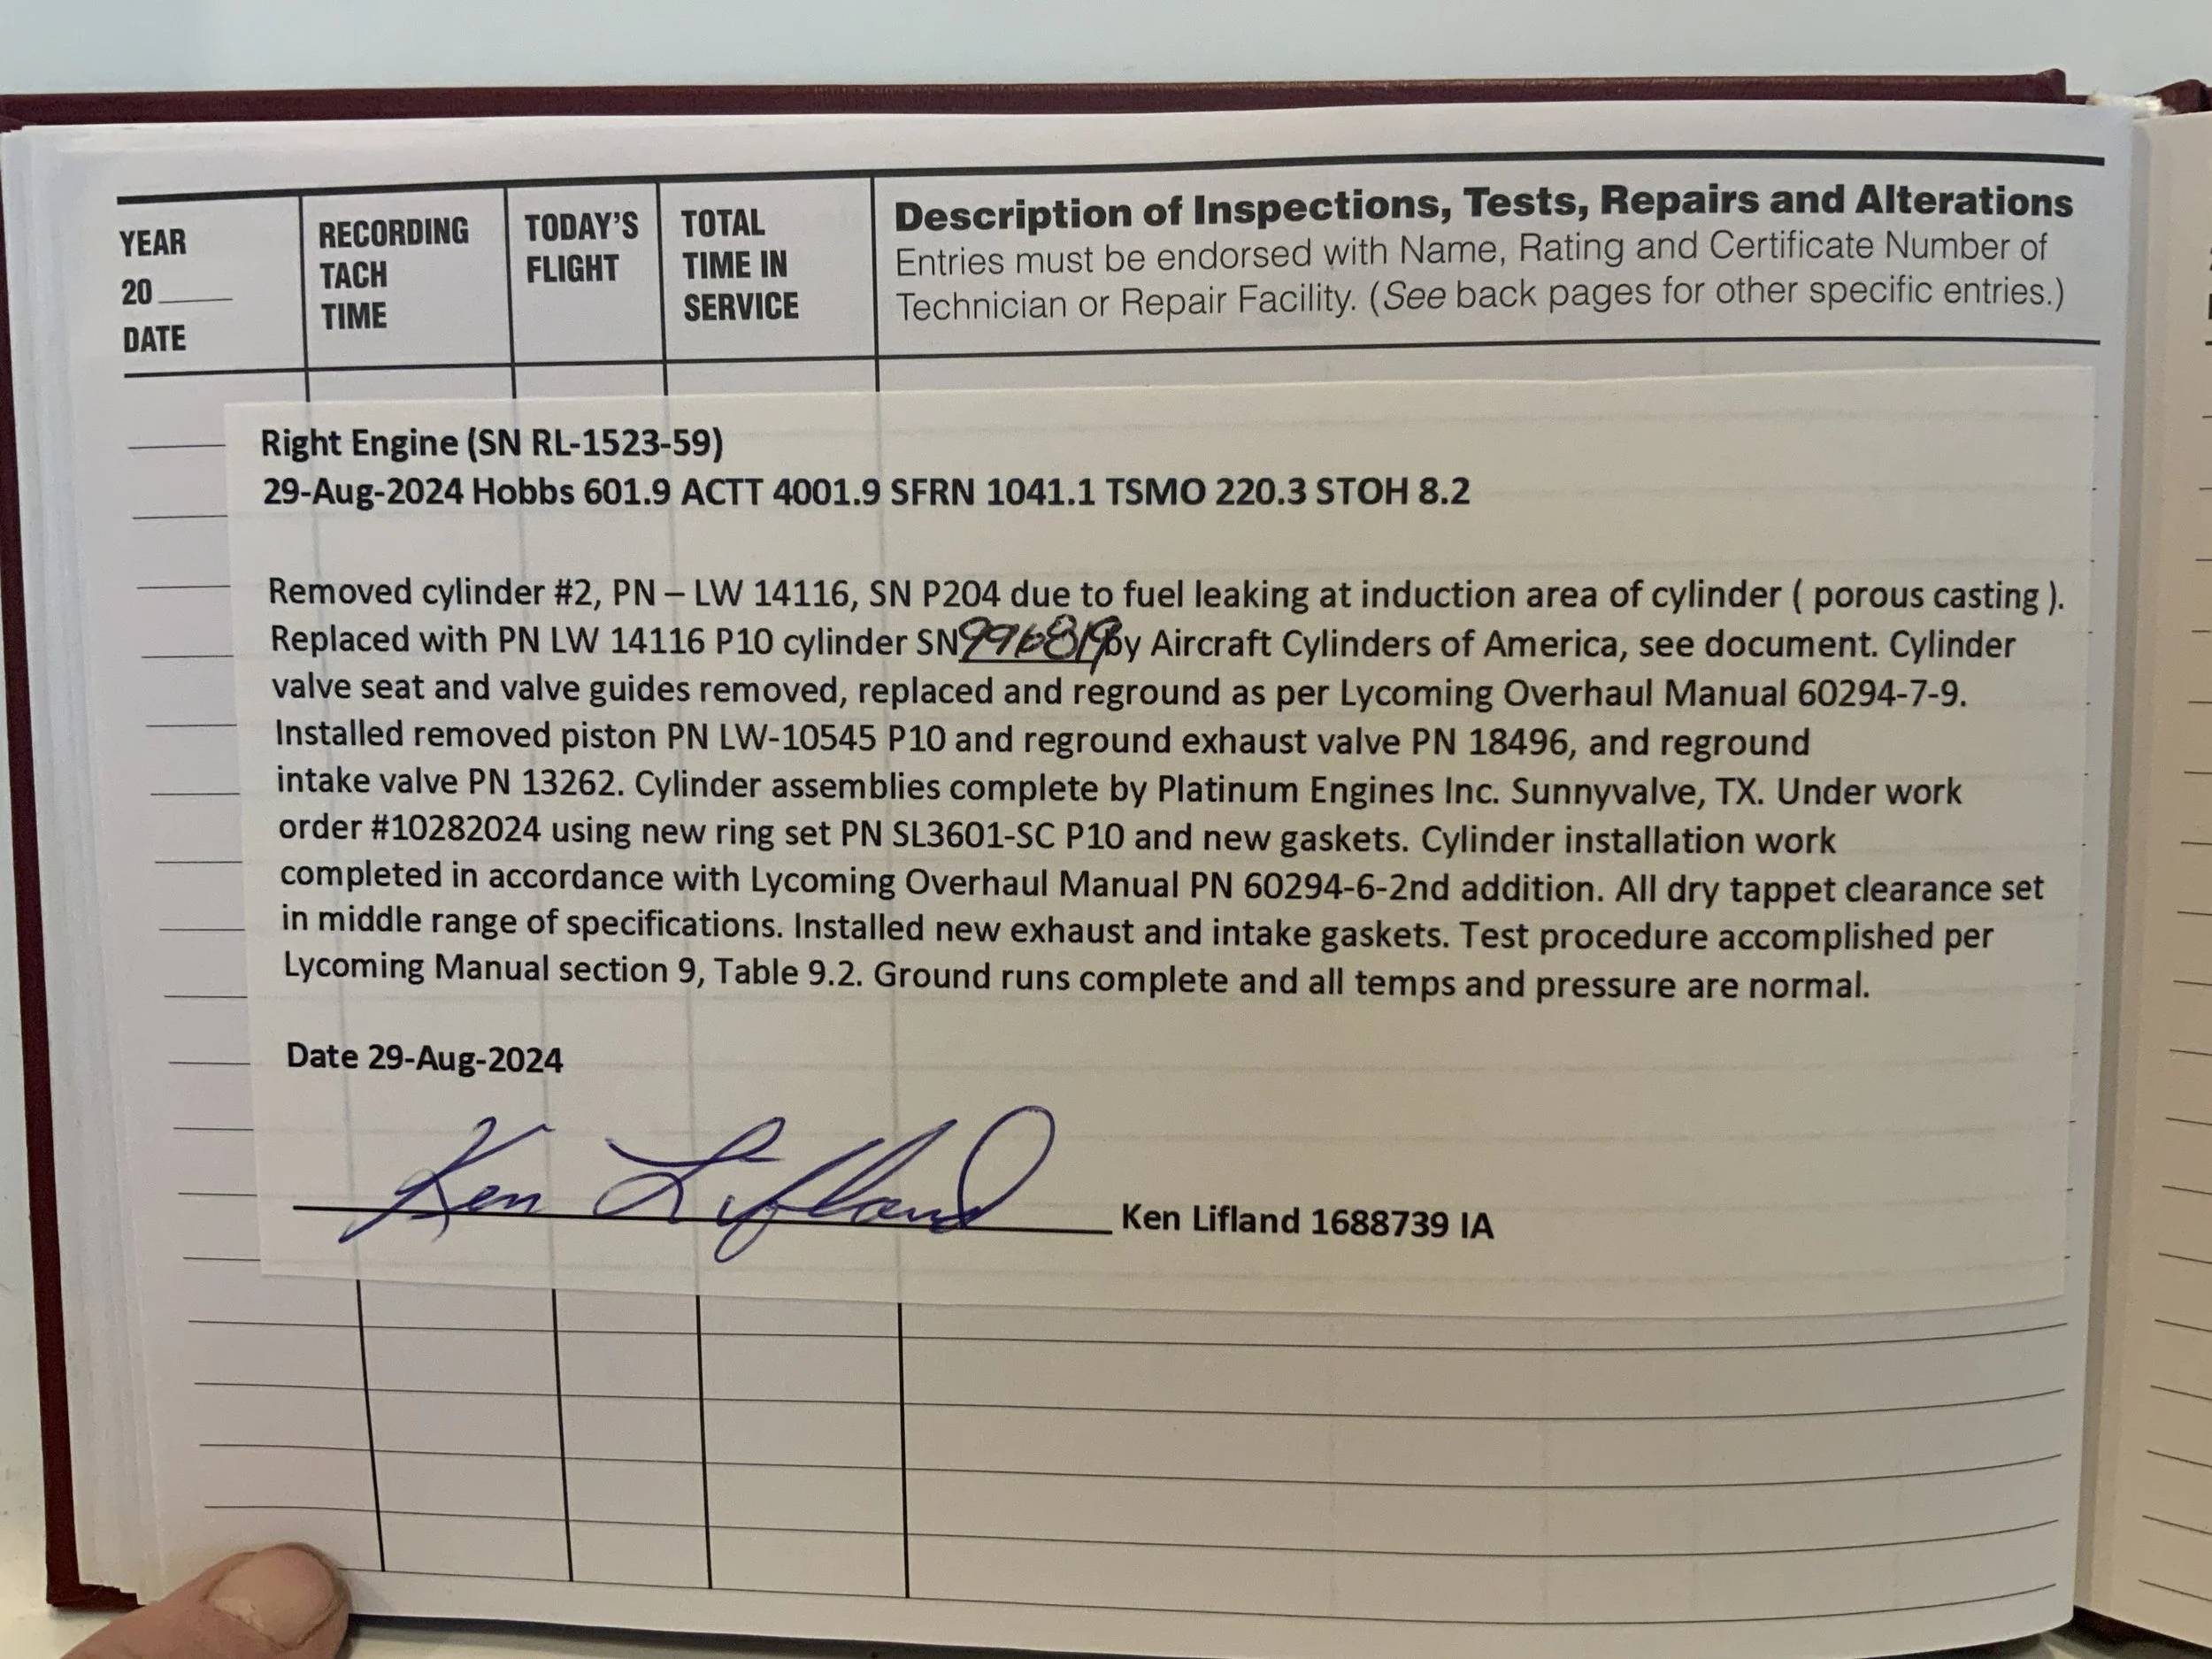 YEAR
20
DATE
RECORDING
TACH
TIME
TODAY'S
FLIGHT
TOTAL
TIME IN
SERVICE
Description of Inspections, Tests, Repairs and Alterations
Entries must be endorsed with Name, Rating and Certificate Number of
Technician or Repair Facility. (See back pages for other specific entries.)
Right Engine (SN RL-1523-59)
29-Aug-2024 Hobbs 601.9 ACTT 4001.9 SFRN 1041.1 TSMO 220.3 STOH 8.2
Removed cylinder #2, PN – LW 14116, SN P204 due to fuel leaking at induction area of cylinder ( porous casting ).
Replaced with PN LW 14116 P10 cylinder SN 996819 by Aircraft Cylinders of America, see document. Cylinder
valve seat and valve guides removed, replaced and reground as per Lycoming Overhaul Manual 60294-7-9.
Installed removed piston PN LW-10545 P10 and reground exhaust valve PN 18496, and reground
intake valve PN 13262. Cylinder assemblies complete by Platinum Engines Inc. Sunnyvalve, TX. Under work
order #10282024 using new ring set PN SL3601-SC P10 and new gaskets. Cylinder installation work
completed in accordance with Lycoming Overhaul Manual PN 60294-6-2nd addition. All dry tappet clearance set
in middle range of specifications. Installed new exhaust and intake gaskets. Test procedure accomplished per
Lycoming Manual section 9, Table 9.2. Ground runs complete and all temps and pressure are normal.
Date 29-Aug-2024
Ken Lifland Ken Lifland 1688739 IA